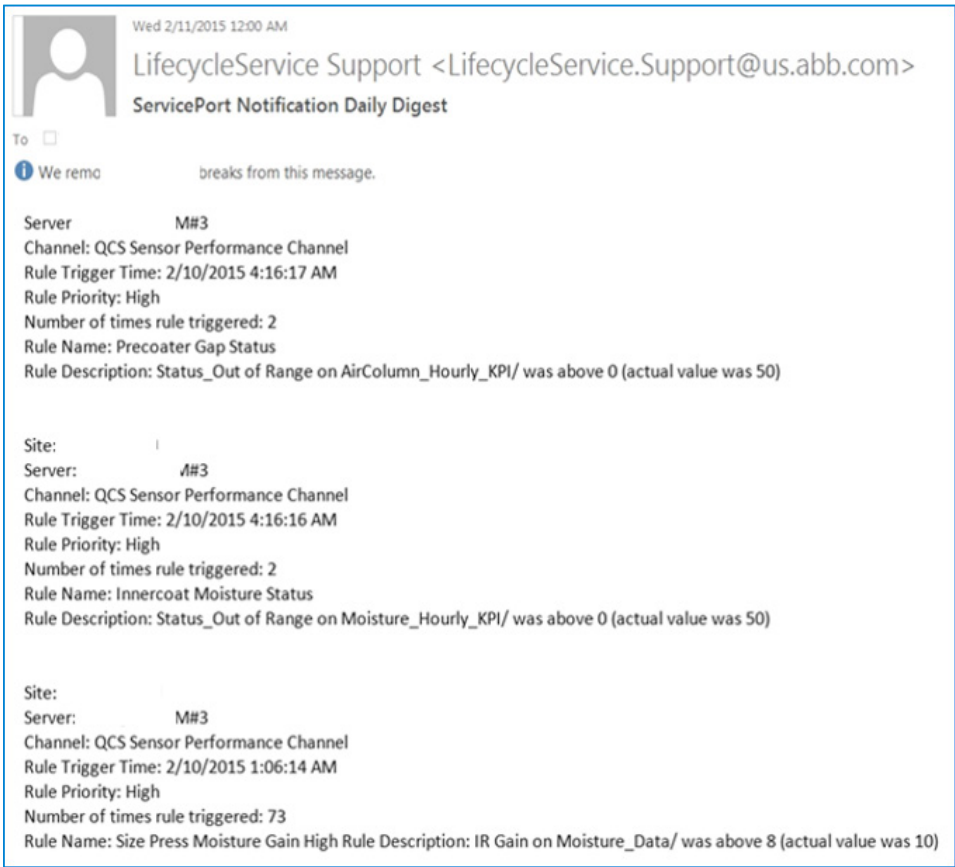 Wed 2/11/2015 12:00 AM
LifecycleService Support <LifecycleService.Support@us.abb.com>
ServicePort Notification Daily Digest
To
We remo breaks from this message.
Server M#3
Channel: QCS Sensor Performance Channel
Rule Trigger Time: 2/10/2015 4:16:17 AM
Rule Priority: High
Number of times rule triggered: 2
Rule Name: Precoater Gap Status
Rule Description: Status_Out of Range on AirColumn_Hourly_KPI/ was above 0 (actual value was 50)
Site:
Server: M#3
Channel: QCS Sensor Performance Channel
Rule Trigger Time: 2/10/2015 4:16:16 AM
Rule Priority: High
Number of times rule triggered: 2
Rule Name: Innercoat Moisture Status
Rule Description: Status_Out of Range on Moisture_Hourly_KPI/ was above 0 (actual value was 50)
Site:
Server: M#3
Channel: QCS Sensor Performance Channel
Rule Trigger Time: 2/10/2015 1:06:14 AM
Rule Priority: High
Number of times rule triggered: 73
Rule Name: Size Press Moisture Gain High Rule Description: IR Gain on Moisture_Data/ was above 8 (actual value was 10)